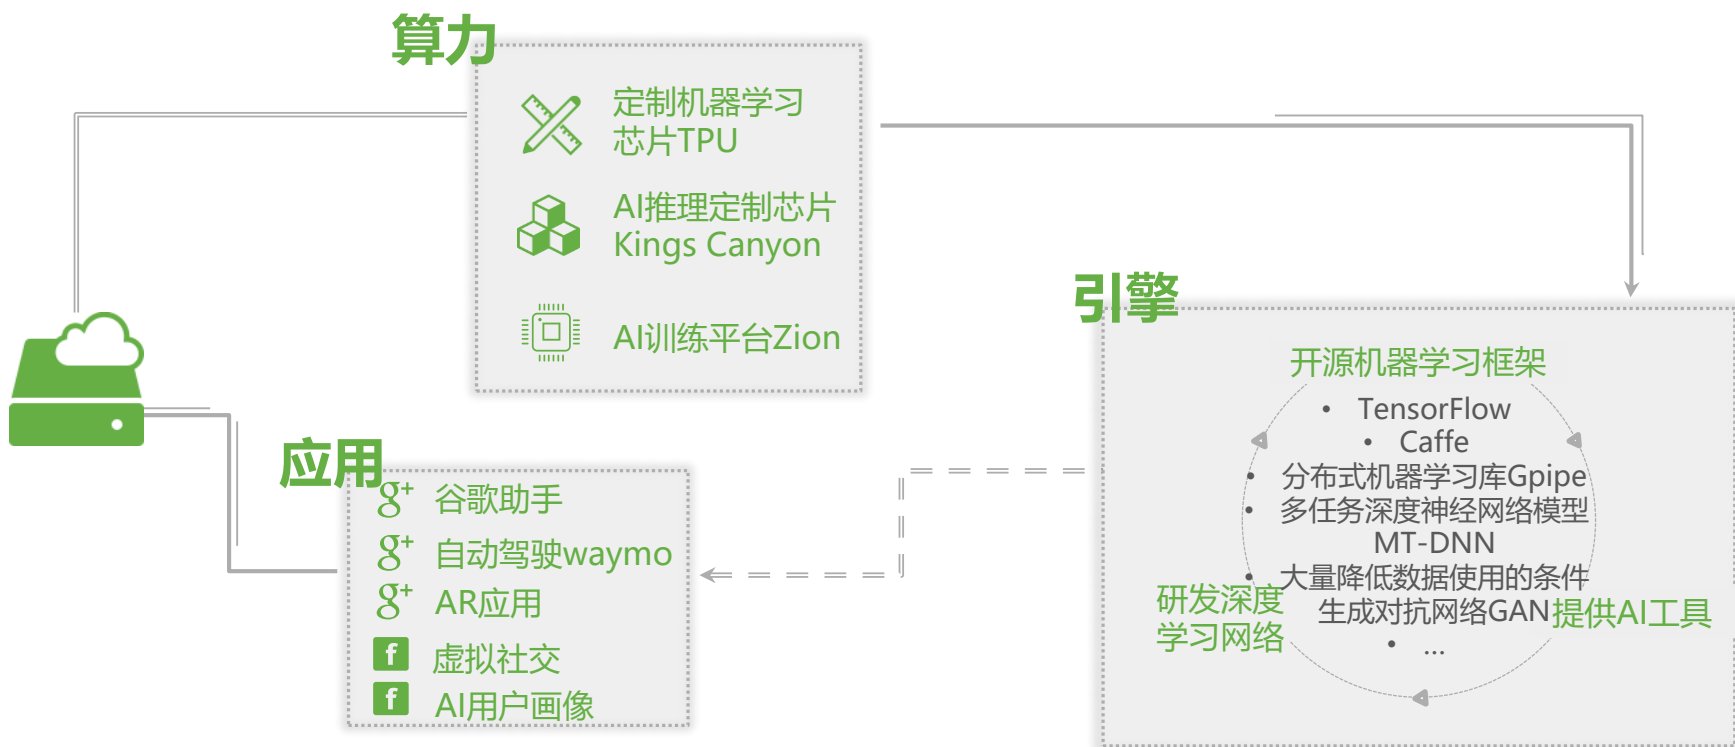 算力
定制机器学习
芯片TPU
AI推理定制芯片
Kings Canyon
AI训练平台Zion
引擎
开源机器学习框架
• TensorFlow
• Caffe
• 分布式机器学习库Gpipe
• 多任务深度神经网络模型
MT-DNN
• 大量降低数据使用的条件
生成对抗网络GAN
• ...
研发深度
学习网络
提供AI工具
应用
g+ 谷歌助手
g+ 自动驾驶waymo
g+ AR应用
f 虚拟社交
f AI用户画像